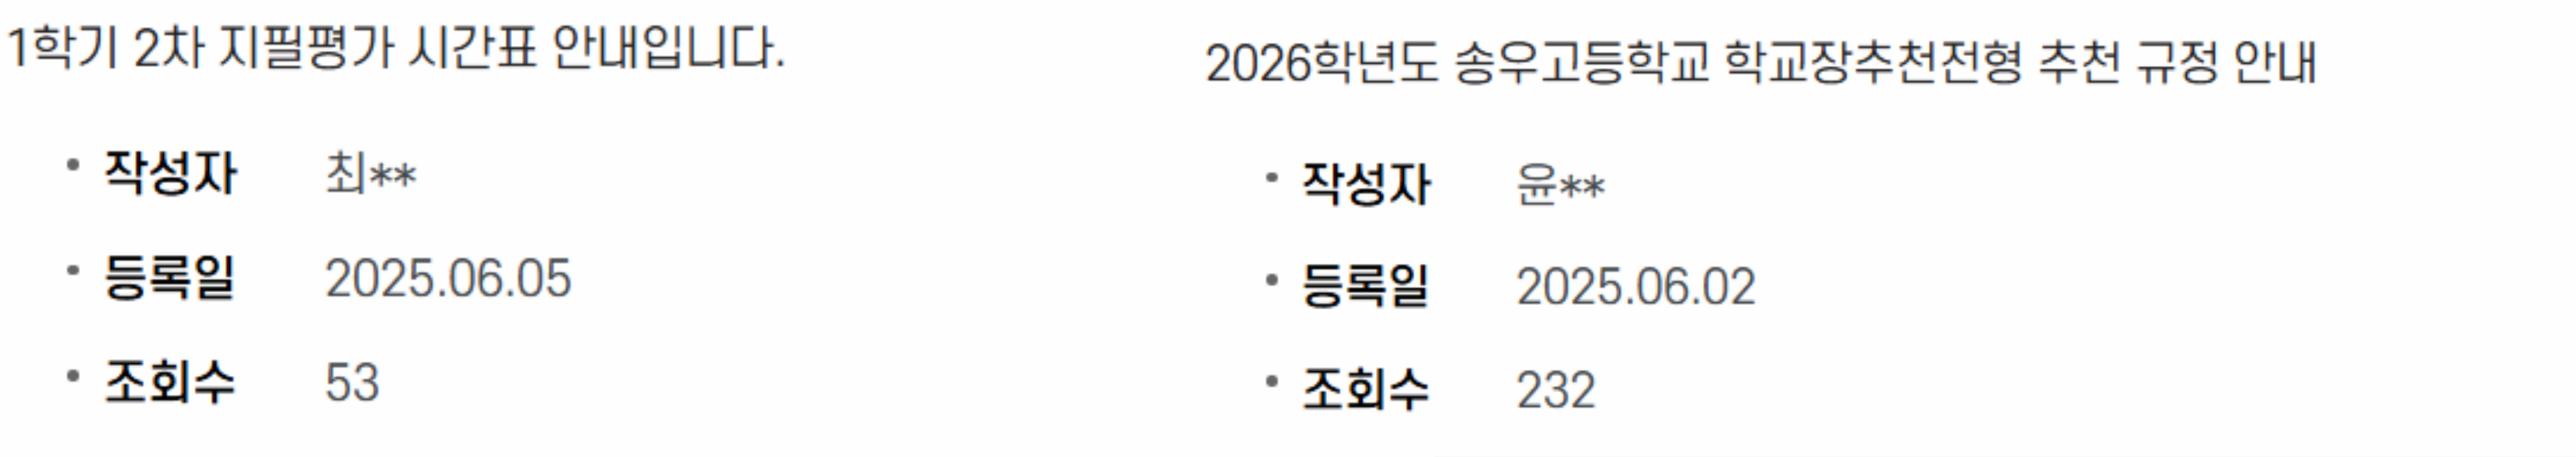 1학기 2차 지필평가 시간표 안내입니다.
작성자 최**
등록일 2025.06.05
조회수 53
2026학년도 송우고등학교 학교장추천전형 추천 규정 안내
작성자 윤**
등록일 2025.06.02
조회수 232